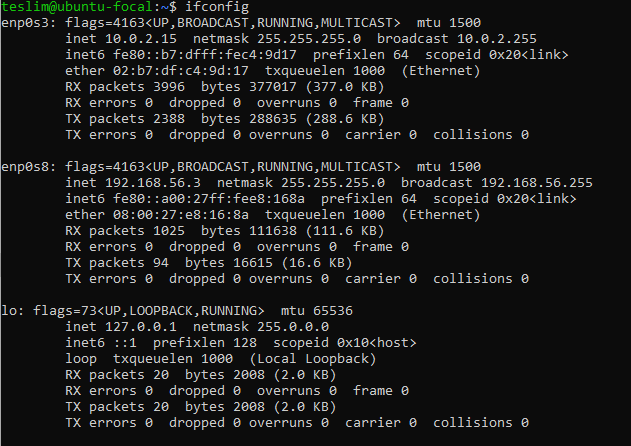 teslim@ubuntu-focal:~$ ifconfig
enp0s3: flags=4163<UP,BROADCAST,RUNNING,MULTICAST>  mtu 1500
        inet 10.0.2.15  netmask 255.255.255.0  broadcast 10.0.2.255
        inet6 fe80::b7:dfff:fec4:9d17  prefixlen 64  scopeid 0x20<link>
        ether 02:b7:df:c4:9d:17  txqueuelen 1000  (Ethernet)
        RX packets 3996  bytes 377017 (377.0 KB)
        RX errors 0  dropped 0  overruns 0  frame 0
        TX packets 2388  bytes 288635 (288.6 KB)
        TX errors 0  dropped 0 overruns 0  carrier 0  collisions 0

enp0s8: flags=4163<UP,BROADCAST,RUNNING,MULTICAST>  mtu 1500
        inet 192.168.56.3  netmask 255.255.255.0  broadcast 192.168.56.255
        inet6 fe80::a00:27ff:fee8:168a  prefixlen 64  scopeid 0x20<link>
        ether 08:00:27:e8:16:8a  txqueuelen 1000  (Ethernet)
        RX packets 1025  bytes 111638 (111.6 KB)
        RX errors 0  dropped 0  overruns 0  frame 0
        TX packets 94  bytes 16615 (16.6 KB)
        TX errors 0  dropped 0 overruns 0  carrier 0  collisions 0

lo: flags=73<UP,LOOPBACK,RUNNING>  mtu 65536
        inet 127.0.0.1  netmask 255.0.0.0
        inet6 ::1  prefixlen 128  scopeid 0x10<host>
        loop  txqueuelen 1000  (Local Loopback)
        RX packets 20  bytes 2008 (2.0 KB)
        RX errors 0  dropped 0  overruns 0  frame 0
        TX packets 20  bytes 2008 (2.0 KB)
        TX errors 0  dropped 0 overruns 0  carrier 0  collisions 0